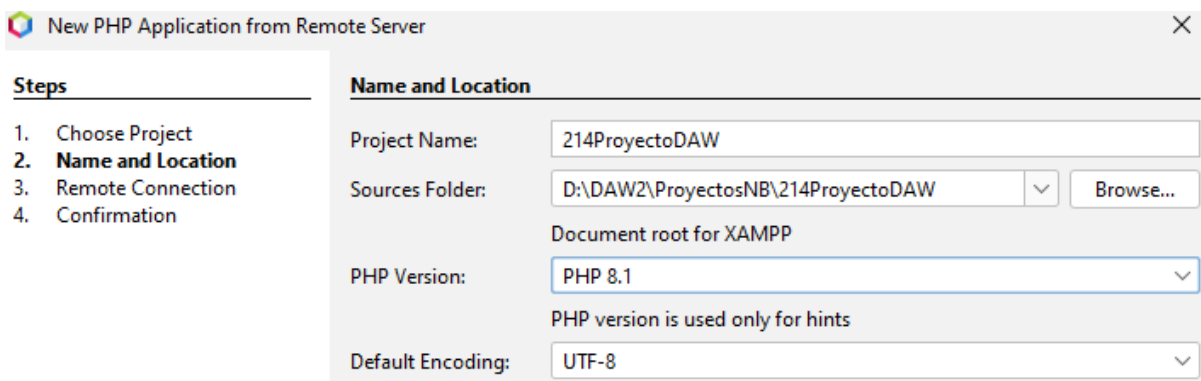 New PHP Application from Remote Server
Steps
1. Choose Project
2. Name and Location
3. Remote Connection
4. Confirmation
Name and Location
Project Name: 214ProyectoDAW
Sources Folder: D:\DAW2\ProyectosNB\214ProyectoDAW Browse...
Document root for XAMPP
PHP Version: PHP 8.1
PHP version is used only for hints
Default Encoding: UTF-8